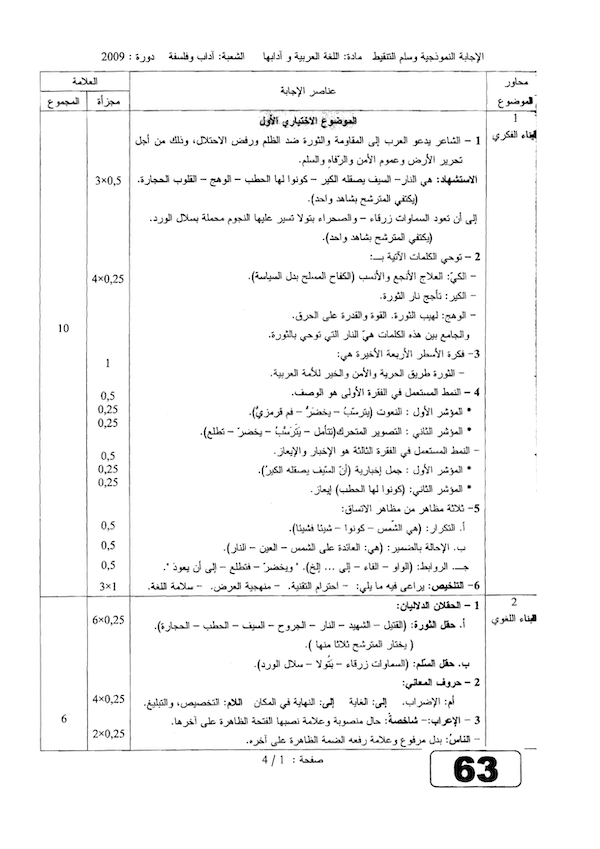 الإجابة النموذجية وسلم التنقيط مادة: اللغة العربية و آدابها الشعبة: آداب وفلسفة دورة : 2009
محاور الموضوع
عناصر الإجابة
العلامة
مجزأة
المجموع
1
البناء الفكري
الموضوع الاختياري الأول
1 – الشاعر يدعو العرب إلى المقاومة والثورة ضد الظلم ورفض الاحتلال، وذلك من أجل
تحرير الأرض وعموم الأمن والرّفاه والسلم.
الاستشهاد: هي النار– السيف يصقله الكير – كونوا لها الحطب – الوهج – القلوب الحجارة. 3×0,5
(يكتفي المترشح بشاهد واحد).
إلى أن تعود السماوات زرقاء – والصحراء بتولا تسير عليها النجوم محملة بسلال الورد.
(يكتفي المترشح بشاهد واحد).
2 – توحي الكلمات الآتية بـــ:
– الكيّ: العلاج الأنجع والأنسب (الكفاح المسلح بدل السياسة). 4×0,25
– الكير: تأجج نار الثورة.
– الوهج: لهيب الثورة. القوة والقدرة على الحرق.
والجامع بين هذه الكلمات هيّ النار التي توحي بالثورة. 10
3– فكرة الأسطر الأربعة الأخيرة هي:
– الثورة طريق الحرية والأمن والخير للأمة العربية. 1
4 – النمط المستعمل في الفقرة الأولى هو الوصف. 0,5
* المؤشر الأول : النعوت (يترسّبُ – يخضَرُّ – فم قرمزيٌّ). 0,25
* المؤشر الثاني : التصوير المتحرك(تتأمل – يَتَرَسَّبُ – يخضرّ – تطلع). 0,25
– النمط المستعمل في الفقرة الثالثة هو الإخبار والإيعاز. 0,5
* المؤشر الأول : جمل إخبارية (أنّ السّيف يصقله الكيرُ). 0,25
* المؤشر الثاني: (كونوا لها الحطب) إيعاز. 0,25
5– ثلاثة مظاهر من مظاهر الاتساق:
أ. التكرار: (هي الشّمس – كونوا – شيئا فشيئا). 0,5
ب. الإحالة بالضمير: (هي: العائدة على الشمس – العين – النار). 0,5
جــ. الروابط: (الواو – الفاء – إلى ... إلخ). " ويخضرّ – فتطلع – إلى أن يعودَ ". 0,5
6– التلخيص: يراعى فيه ما يلي: – احترام التقنية. – منهجية العرض. – سلامة اللغة. 3×1
2
البناء اللغوي
1 – الحقلان الدلاليان:
أ. حقل الثورة: (القتيل – الشهيد – النار – الجروح – السيف – الحطب – الحجارة). 6×0,25
( يختار المترشح ثلاثا منها ).
ب. حقل السّلم: (السماوات زرقاء – بَتُولا – سلال الورد).
2 – حروف المعاني:
أم: الإضراب. إلى: الغاية إلى: النهاية في المكان اللام: التخصيص، والتبليغ. 4×0,25
3 – الإعراب:– شاخصةً: حال منصوبة وعلامة نصبها الفتحة الظاهرة على آخرها. 6
– الناسُ: بدل مرفوع وعلامة رفعه الضمة الظاهرة على آخره. 2×0,25
صفحة : 1 / 4
63